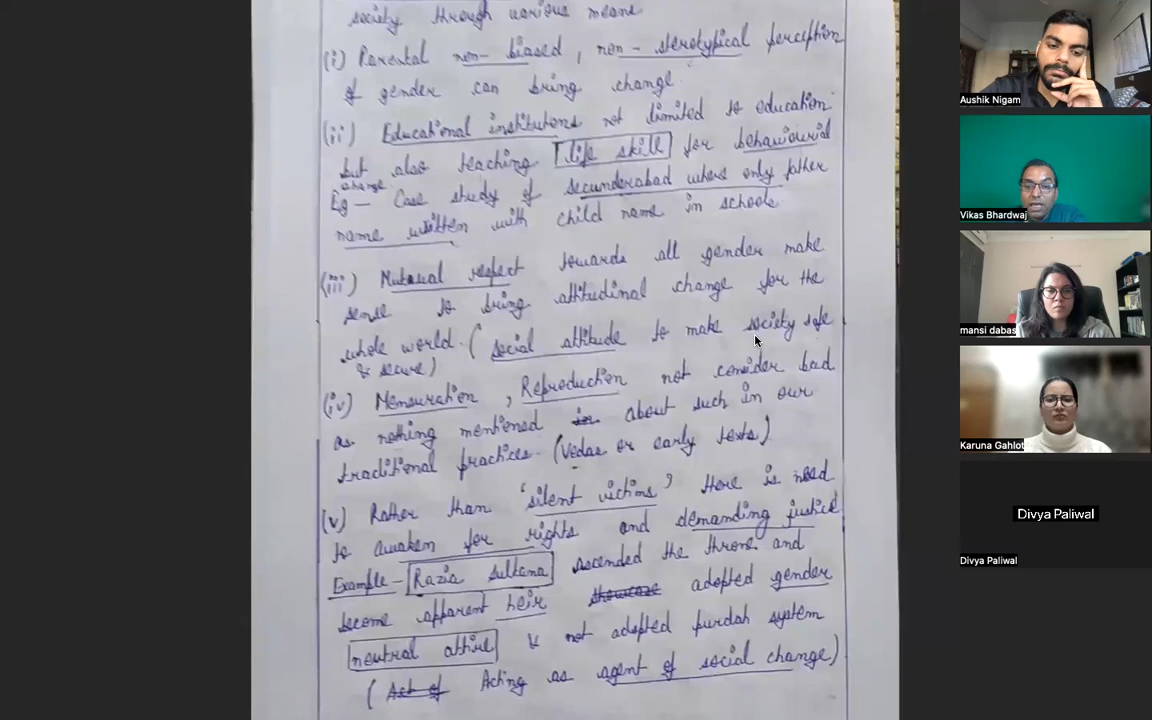 society through various means
(i) Parental non-biased, non-sterotypical perception
of gender can bring change.
(ii) Educational institutions not limited to education
but also teaching life skill for behaviourial
change
Eg - Case study of secunderabad where only father
name written with child name in schools.
(iii) Mutual respect towards all gender make
sense to bring attitudinal change for the
whole world. (social attitude to make society safe
& secure)
(iv) Mensuration, Reproduction not consider bad
as nothing mentioned in about such in our
traditional practices. (Vedas or early texts)
(v) Rather than 'silent victims' there is need
to awaken for rights and demanding justice
Example - Razia Sultana ascended the throne and
become apparent heir showcase adopted gender
neutral attire & not adopted purdah system
(Act of Acting as agent of social change)
Aushik Nigam
Vikas Bhardwaj
mansi dabas
Karuna Gahlot
Divya Paliwal
Divya Paliwal